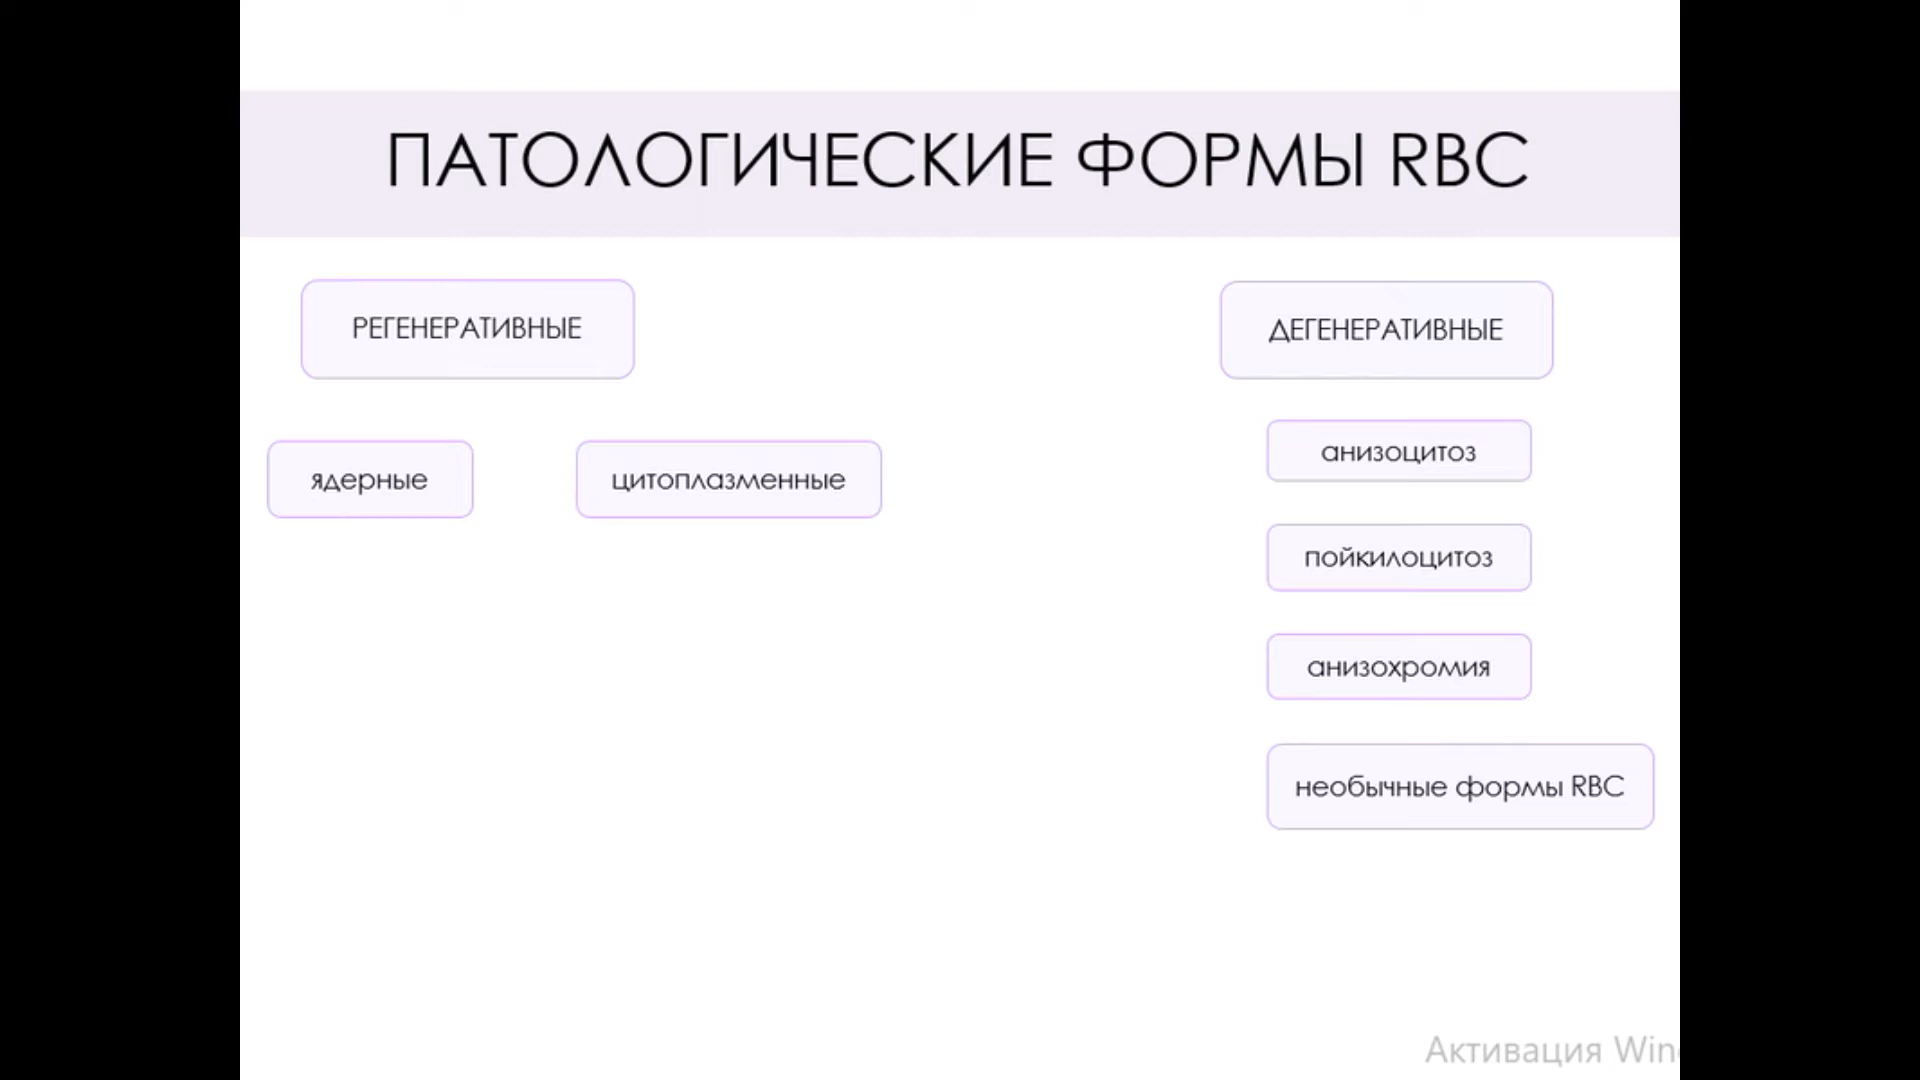 ПАТОЛОГИЧЕСКИЕ ФОРМЫ RBC
РЕГЕНЕРАТИВНЫЕ
ДЕГЕНЕРАТИВНЫЕ
ядерные
цитоплазменные
анизоцитоз
пойкилоцитоз
анизохромия
необычные формы RBC
Активация Win